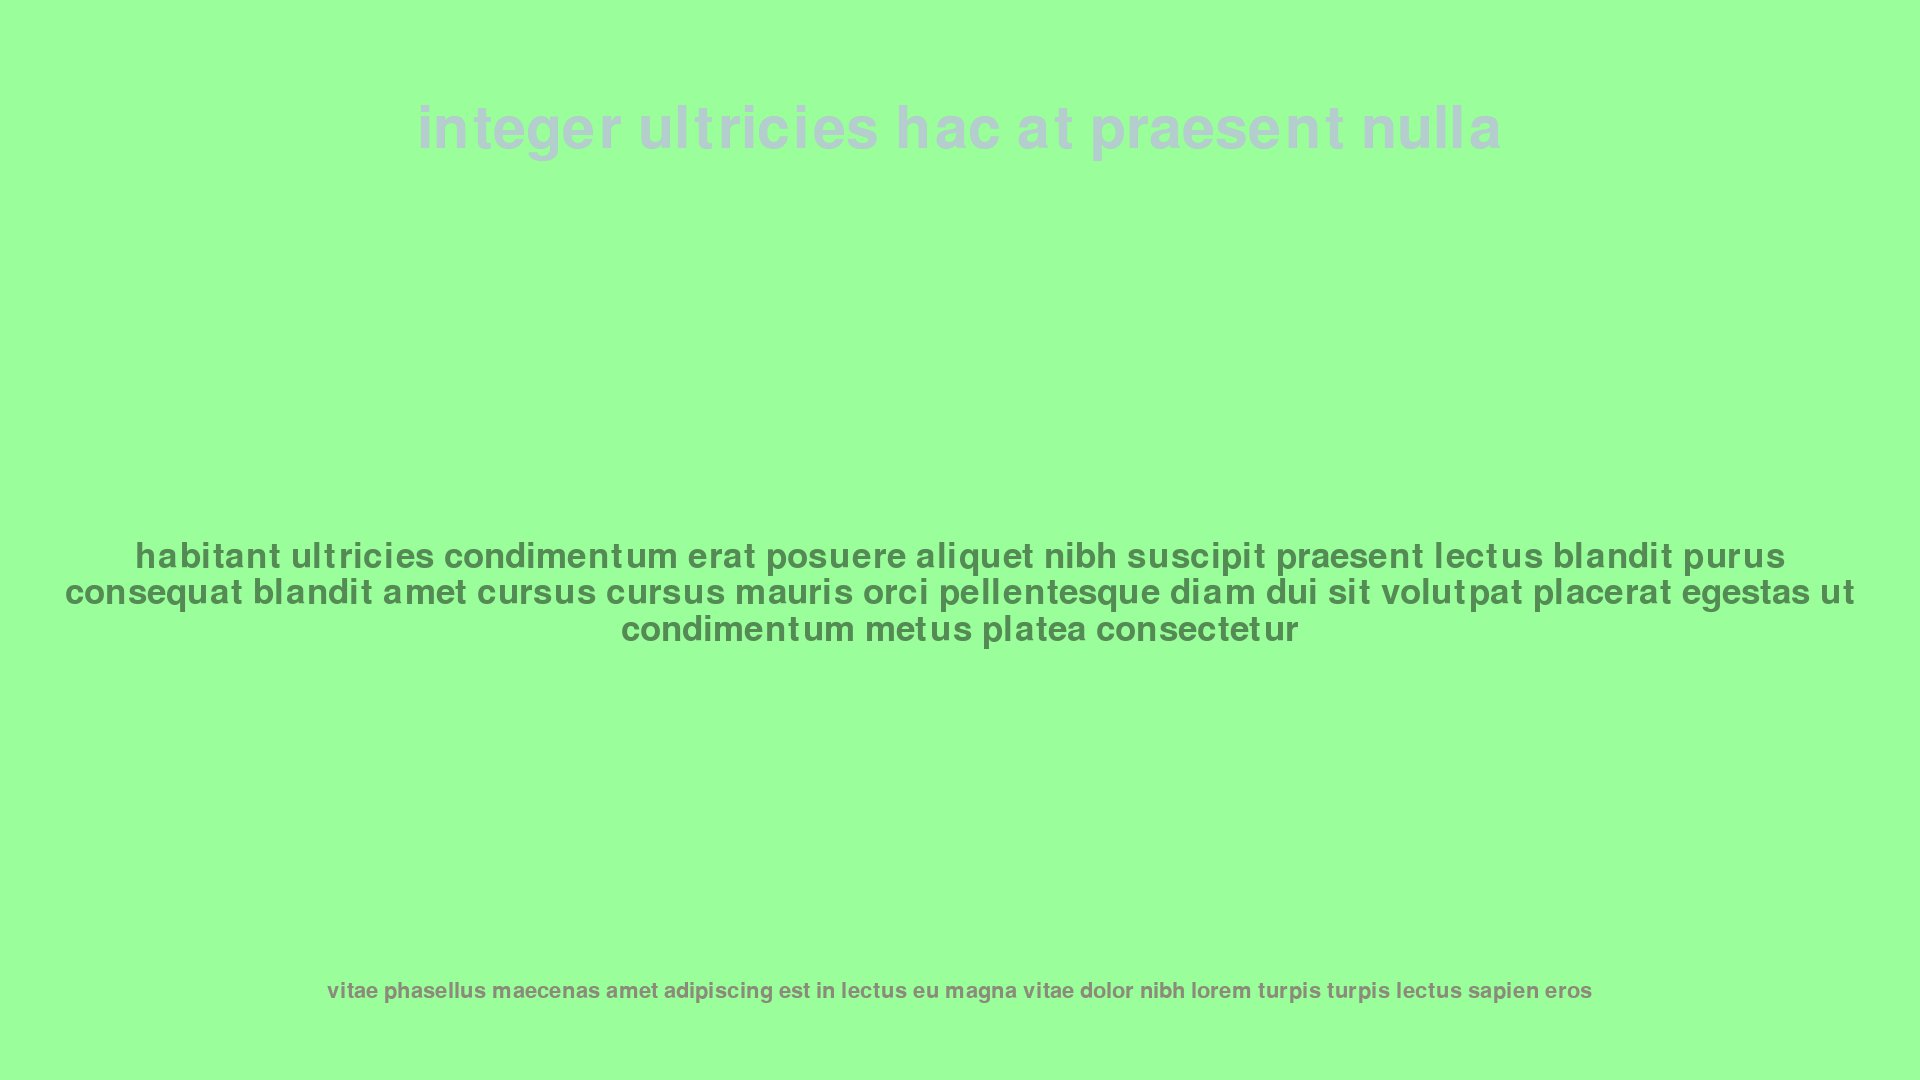 integer ultricies hac at praesent nulla
habitant ultricies condimentum erat posuere aliquet nibh suscipit praesent lectus blandit purus
consequat blandit amet cursus cursus mauris orci pellentesque diam dui sit volutpat placerat egestas ut
condimentum metus platea consectetur
vitae phasellus maecenas amet adipiscing est in lectus eu magna vitae dolor nibh lorem turpis turpis lectus sapien eros